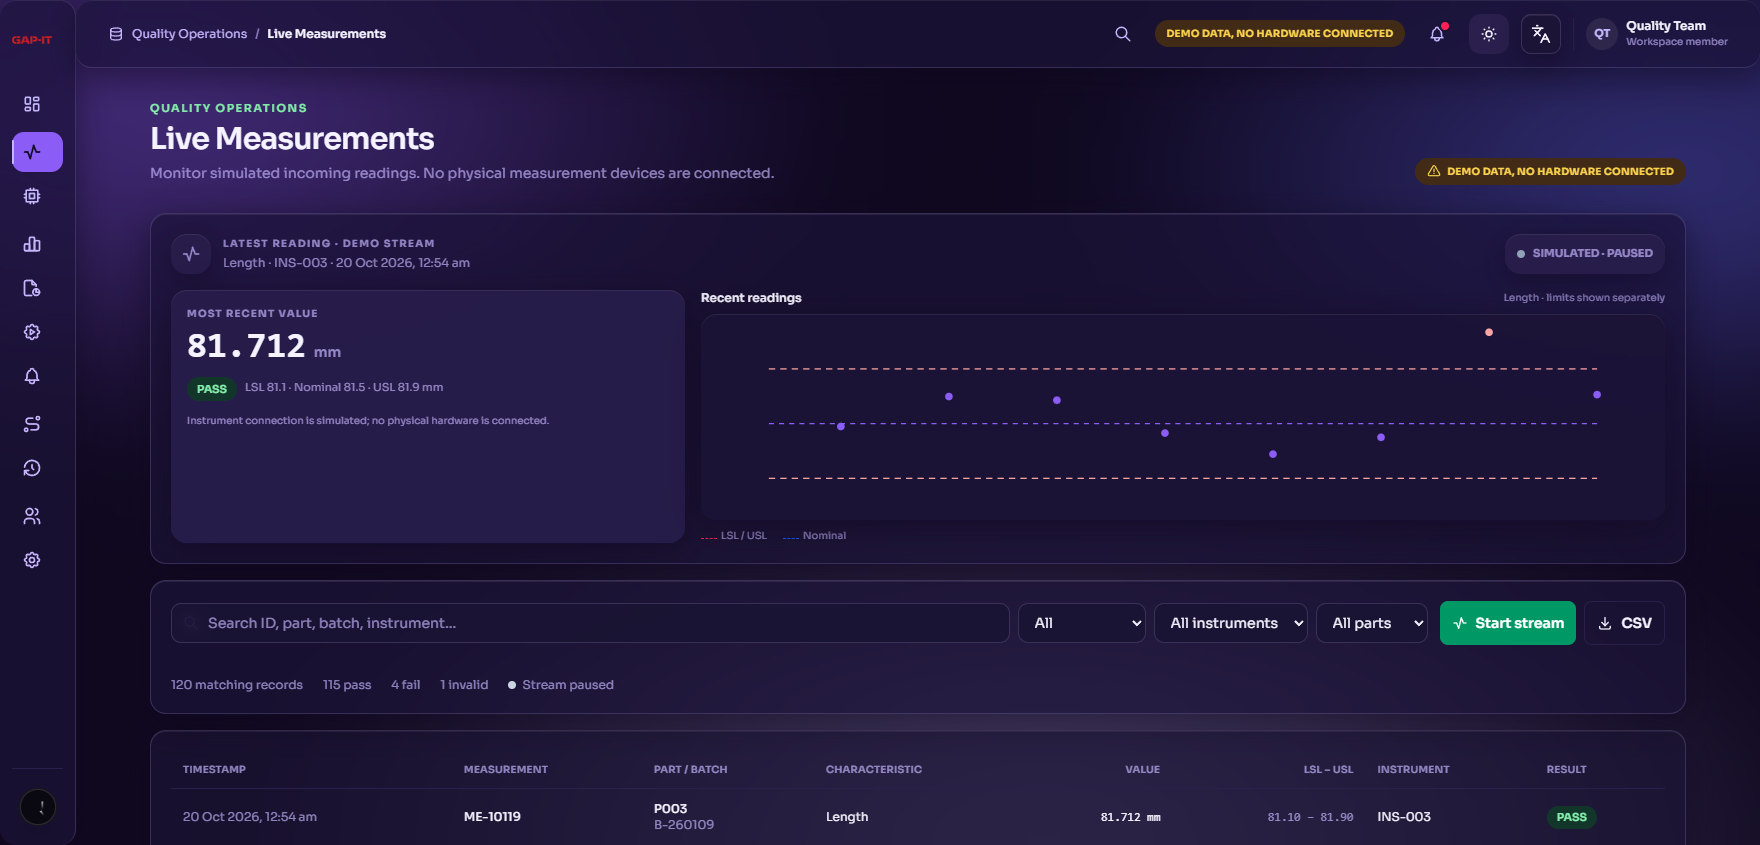 GAP-IT
Quality Operations / Live Measurements
DEMO DATA, NO HARDWARE CONNECTED
QT
Quality Team
Workspace member
QUALITY OPERATIONS
Live Measurements
Monitor simulated incoming readings. No physical measurement devices are connected.
DEMO DATA, NO HARDWARE CONNECTED
LATEST READING · DEMO STREAM
Length · INS-003 · 20 Oct 2026, 12:54 am
SIMULATED · PAUSED
MOST RECENT VALUE
81.712 mm
PASS LSL 81.1 · Nominal 81.5 · USL 81.9 mm
Instrument connection is simulated; no physical hardware is connected.
Recent readings
Length · limits shown separately
LSL / USL Nominal
Search ID, part, batch, instrument...
All
All instruments
All parts
Start stream
CSV
120 matching records 115 pass 4 fail 1 invalid Stream paused
TIMESTAMP MEASUREMENT PART / BATCH CHARACTERISTIC VALUE LSL – USL INSTRUMENT RESULT
20 Oct 2026, 12:54 am ME-10119 P003 Length 81.712 mm 81.10 – 81.90 INS-003 PASS
B-260109